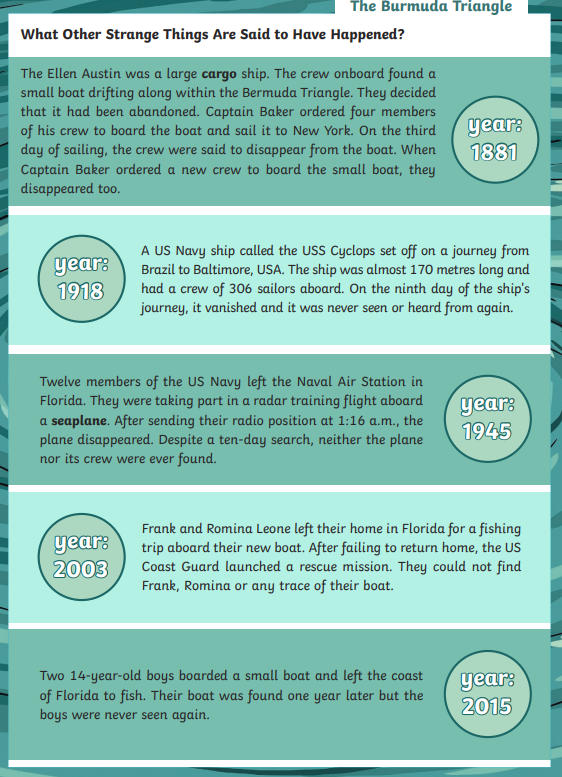 The Bermuda Triangle
What Other Strange Things Are Said to Have Happened?
The Ellen Austin was a large cargo ship. The crew onboard found a
small boat drifting along within the Bermuda Triangle. They decided
that it had been abandoned. Captain Baker ordered four members
of his crew to board the boat and sail it to New York. On the third
day of sailing, the crew were said to disappear from the boat. When
Captain Baker ordered a new crew to board the small boat, they
disappeared too.
year:
1881
year:
1918
A US Navy ship called the USS Cyclops set off on a journey from
Brazil to Baltimore, USA. The ship was almost 170 metres long and
had a crew of 306 sailors aboard. On the ninth day of the ship's
journey, it vanished and it was never seen or heard from again.
Twelve members of the US Navy left the Naval Air Station in
Florida. They were taking part in a radar training flight aboard
a seaplane. After sending their radio position at 1:16 a.m., the
plane disappeared. Despite a ten-day search, neither the plane
nor its crew were ever found.
year:
1945
year:
2003
Frank and Romina Leone left their home in Florida for a fishing
trip aboard their new boat. After failing to return home, the US
Coast Guard launched a rescue mission. They could not find
Frank, Romina or any trace of their boat.
Two 14-year-old boys boarded a small boat and left the coast
of Florida to fish. Their boat was found one year later but the
boys were never seen again.
year:
2015